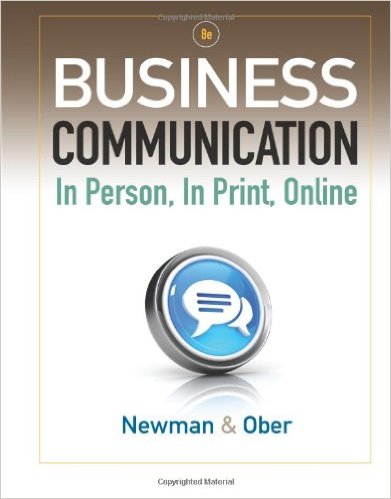 Copyrighted Material
8e
BUSINESS
COMMUNICATION
In Person, In Print, Online
Newman & Ober
Copyrighted Material